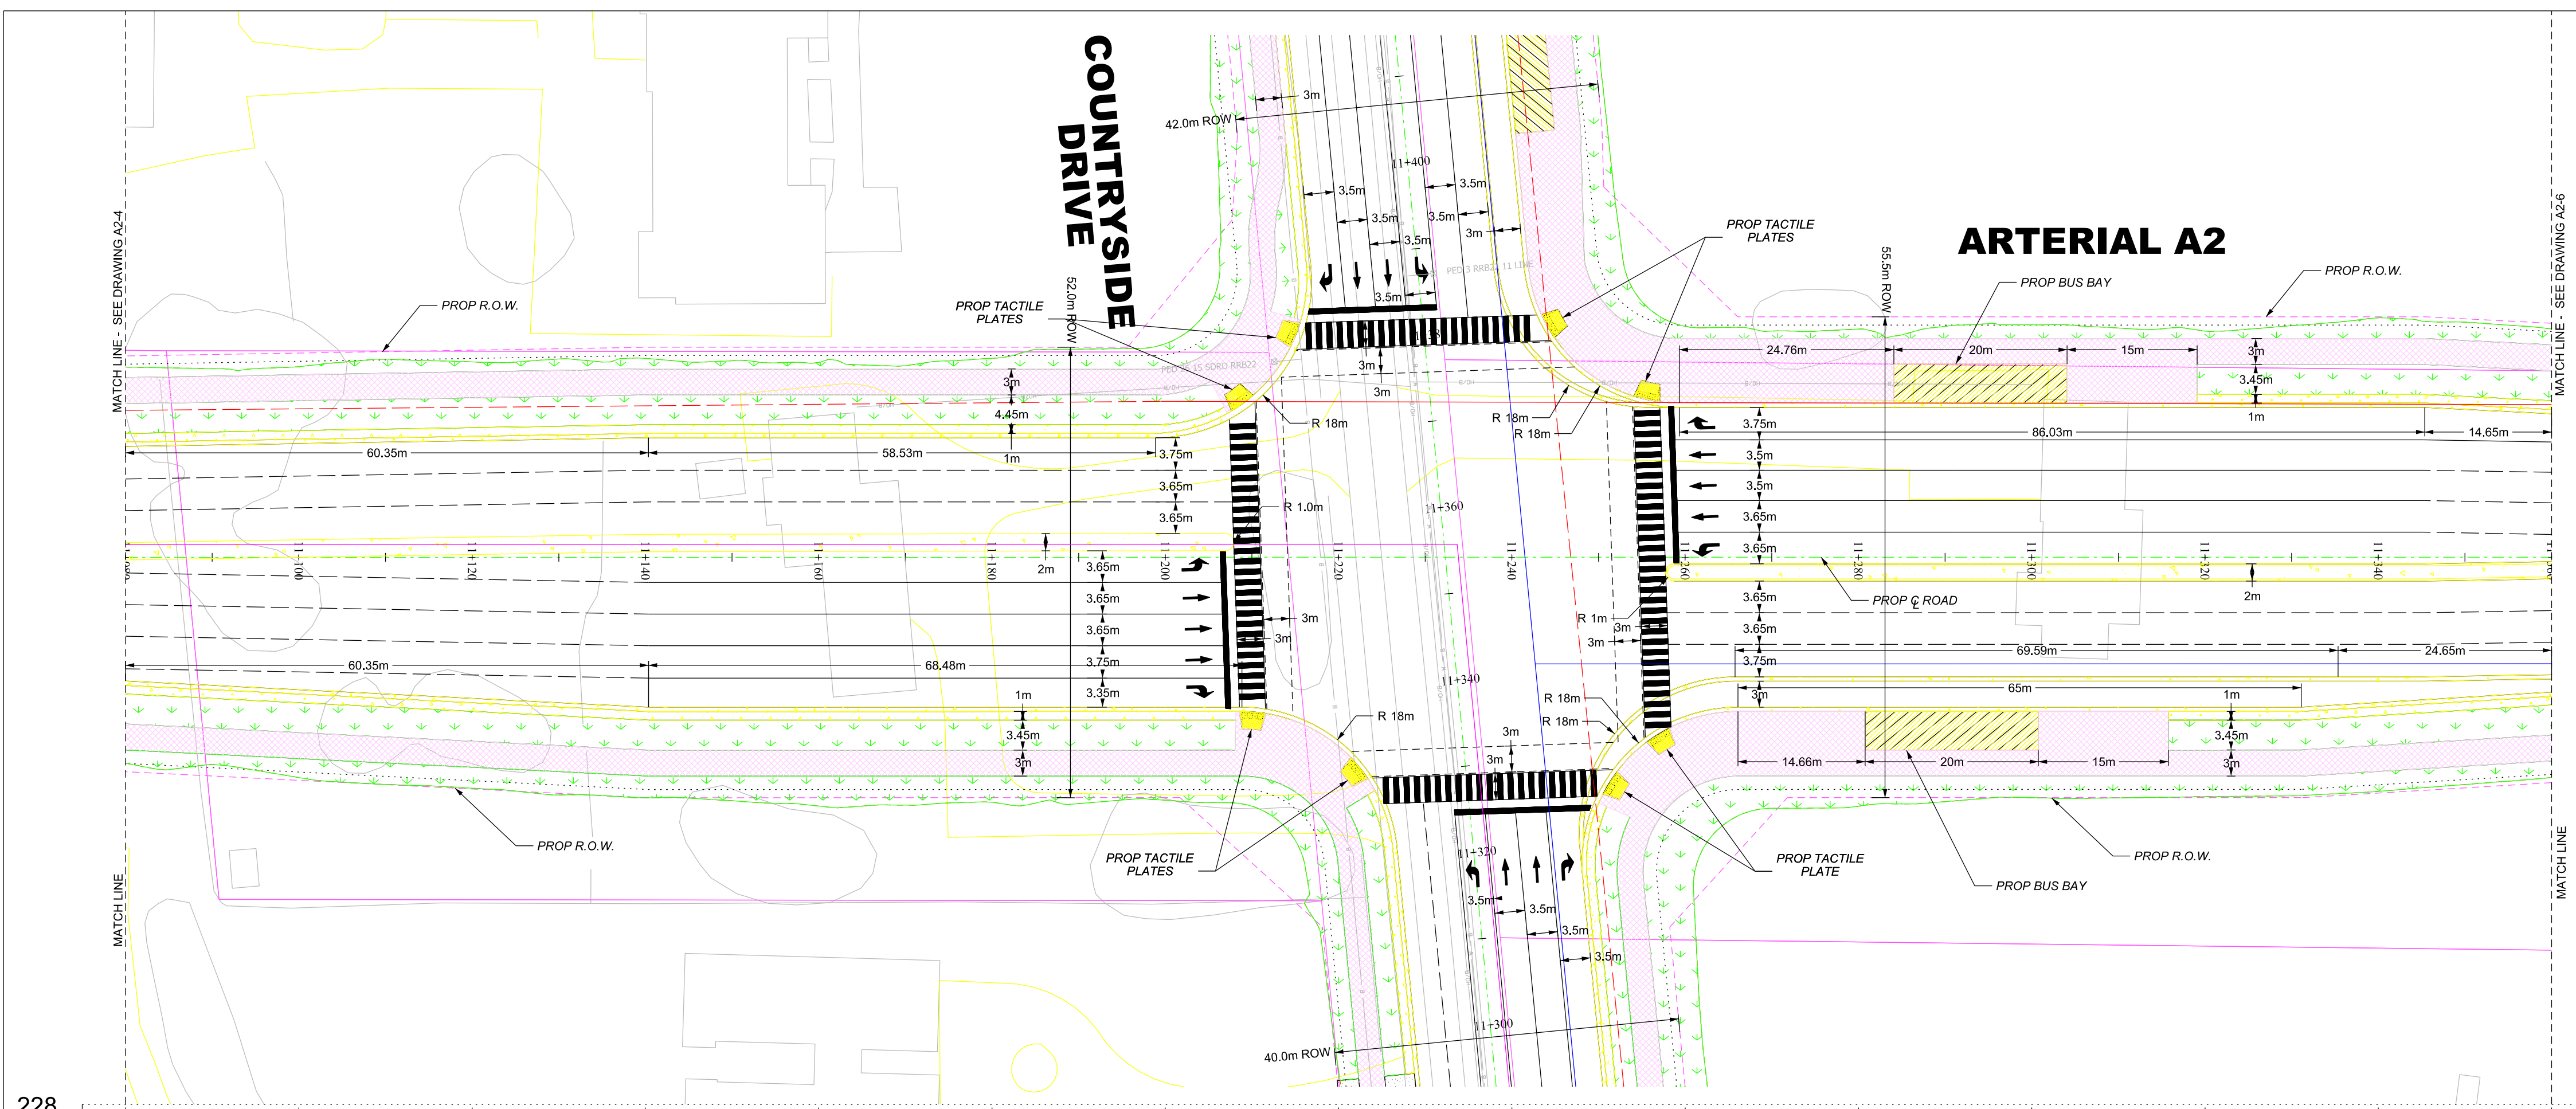 COUNTRYSIDE
DRIVE
ARTERIAL A2
42.0m ROW
3m
11+400
3.5m
3.5m
3.5m
3.5m
3.5m
3m
3.5m
PED 3 RRB22 11 LINE
PROP TACTILE
PLATES
PROP BUS BAY
PROP R.O.W.
55.5m ROW
MATCH LINE - SEE DRAWING A2-4
MATCH LINE - SEE DRAWING A2-6
PROP R.O.W.
PROP TACTILE
PLATES
52.0m ROW
3m
3m
24.76m
20m
15m
3m
3.45m
1m
3m
4.45m
1m
R 18m
R 18m
R 18m
3.75m
86.03m
14.65m
60.35m
58.53m
3.75m
3.65m
3.65m
3.5m
3.5m
3.65m
3.65m
R 1.0m
11+360
11+100
11+120
11+140
11+160
11+180
11+200
11+220
11+240
11+260
11+280
11+300
11+320
11+340
2m
3.65m
3.65m
3.65m
3.75m
3.35m
3m
3m
R 1m
3m
3m
3.65m
3.65m
3.75m
3m
PROP ℄ ROAD
2m
60.35m
68.48m
69.59m
24.65m
11+340
65m
1m
3.45m
3m
R 18m
R 18m
R 18m
3m
3m
14.66m
20m
15m
1m
3.45m
3m
PROP R.O.W.
PROP TACTILE
PLATES
11+320
PROP TACTILE
PLATE
PROP BUS BAY
PROP R.O.W.
MATCH LINE
MATCH LINE
3.5m
3.5m
3.5m
3.5m
11+300
40.0m ROW
228